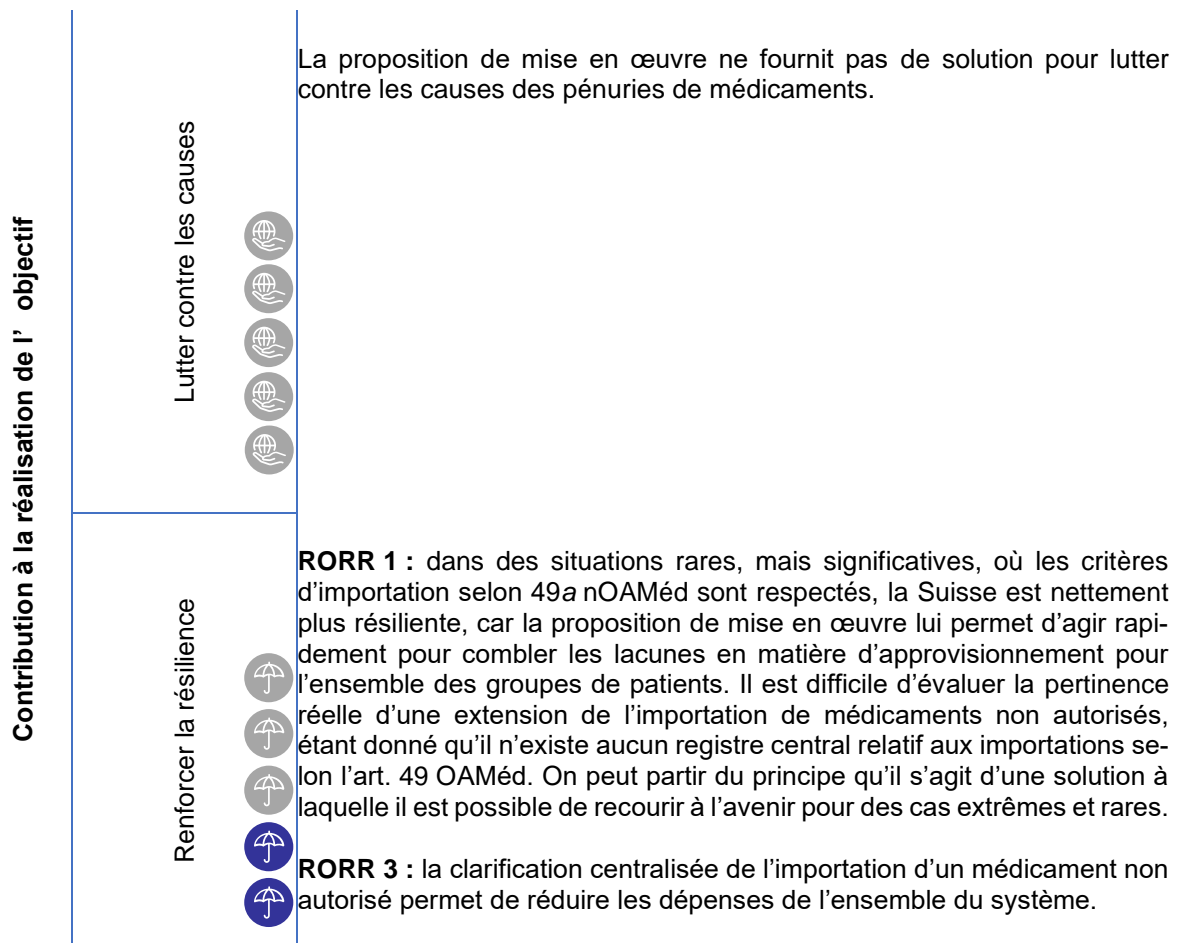 Contribution à la réalisation de l’ objectif
Lutter contre les causes
La proposition de mise en œuvre ne fournit pas de solution pour lutter
contre les causes des pénuries de médicaments.
Renforcer la résilience
RORR 1 : dans des situations rares, mais significatives, où les critères
d’importation selon 49a nOAMéd sont respectés, la Suisse est nettement
plus résiliente, car la proposition de mise en œuvre lui permet d’agir rapi-
dement pour combler les lacunes en matière d’approvisionnement pour
l’ensemble des groupes de patients. Il est difficile d’évaluer la pertinence
réelle d’une extension de l’importation de médicaments non autorisés,
étant donné qu’il n’existe aucun registre central relatif aux importations se-
lon l’art. 49 OAMéd. On peut partir du principe qu’il s’agit d’une solution à
laquelle il est possible de recourir à l’avenir pour des cas extrêmes et rares.
RORR 3 : la clarification centralisée de l’importation d’un médicament non
autorisé permet de réduire les dépenses de l’ensemble du système.